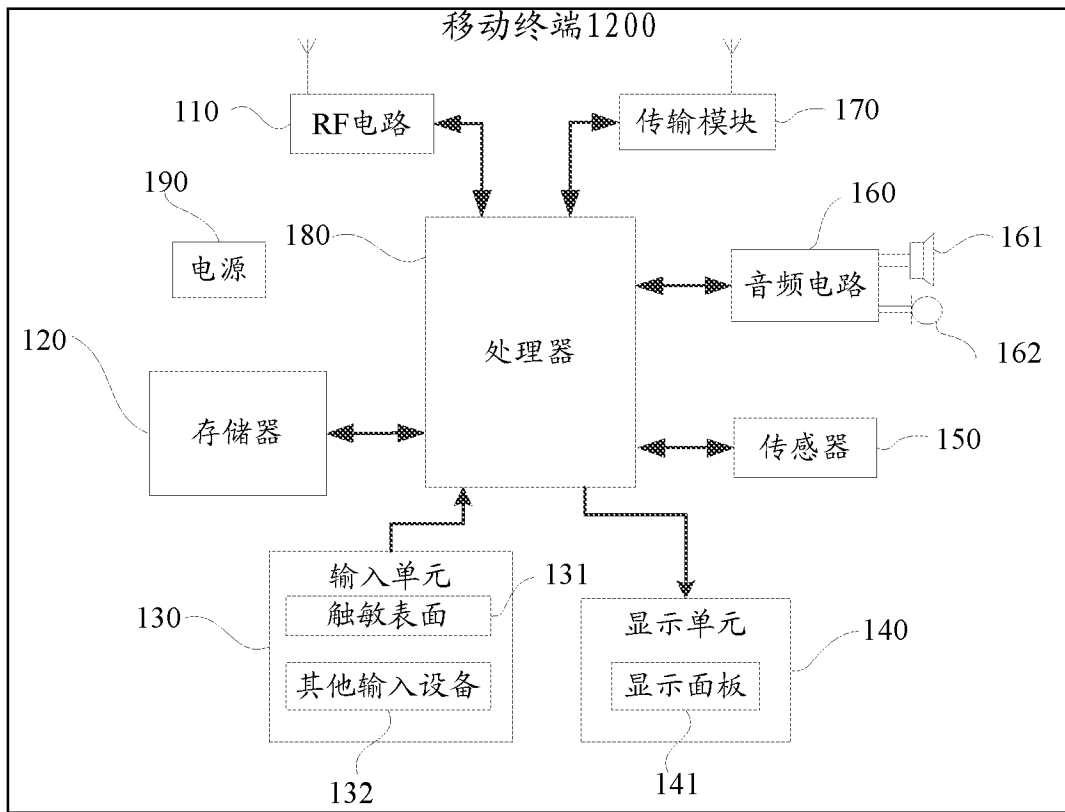 移动终端1200
110
RF电路
传输模块
170
190
电源
180
处理器
160
音频电路
161
162
120
存储器
传感器
150
输入单元
130
触敏表面
131
其他输入设备
132
显示单元
140
显示面板
141